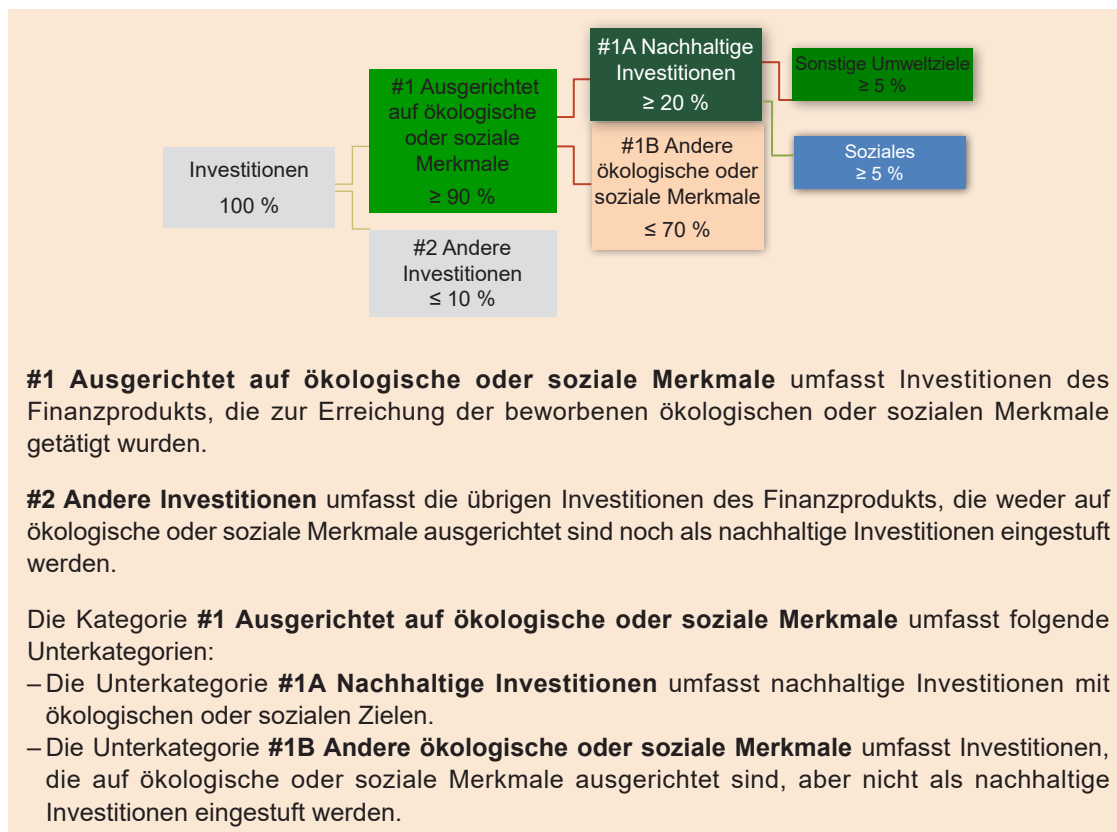 Investitionen
100 %
#1 Ausgerichtet
auf ökologische
oder soziale
Merkmale
≥ 90 %
#2 Andere
Investitionen
≤ 10 %
#1A Nachhaltige
Investitionen
≥ 20 %
#1B Andere
ökologische oder
soziale Merkmale
≤ 70 %
Sonstige Umweltziele
≥ 5 %
Soziales
≥ 5 %
#1 Ausgerichtet auf ökologische oder soziale Merkmale umfasst Investitionen des
Finanzprodukts, die zur Erreichung der beworbenen ökologischen oder sozialen Merkmale
getätigt wurden.
#2 Andere Investitionen umfasst die übrigen Investitionen des Finanzprodukts, die weder auf
ökologische oder soziale Merkmale ausgerichtet sind noch als nachhaltige Investitionen eingestuft
werden.
Die Kategorie #1 Ausgerichtet auf ökologische oder soziale Merkmale umfasst folgende
Unterkategorien:
– Die Unterkategorie #1A Nachhaltige Investitionen umfasst nachhaltige Investitionen mit
ökologischen oder sozialen Zielen.
– Die Unterkategorie #1B Andere ökologische oder soziale Merkmale umfasst Investitionen,
die auf ökologische oder soziale Merkmale ausgerichtet sind, aber nicht als nachhaltige
Investitionen eingestuft werden.